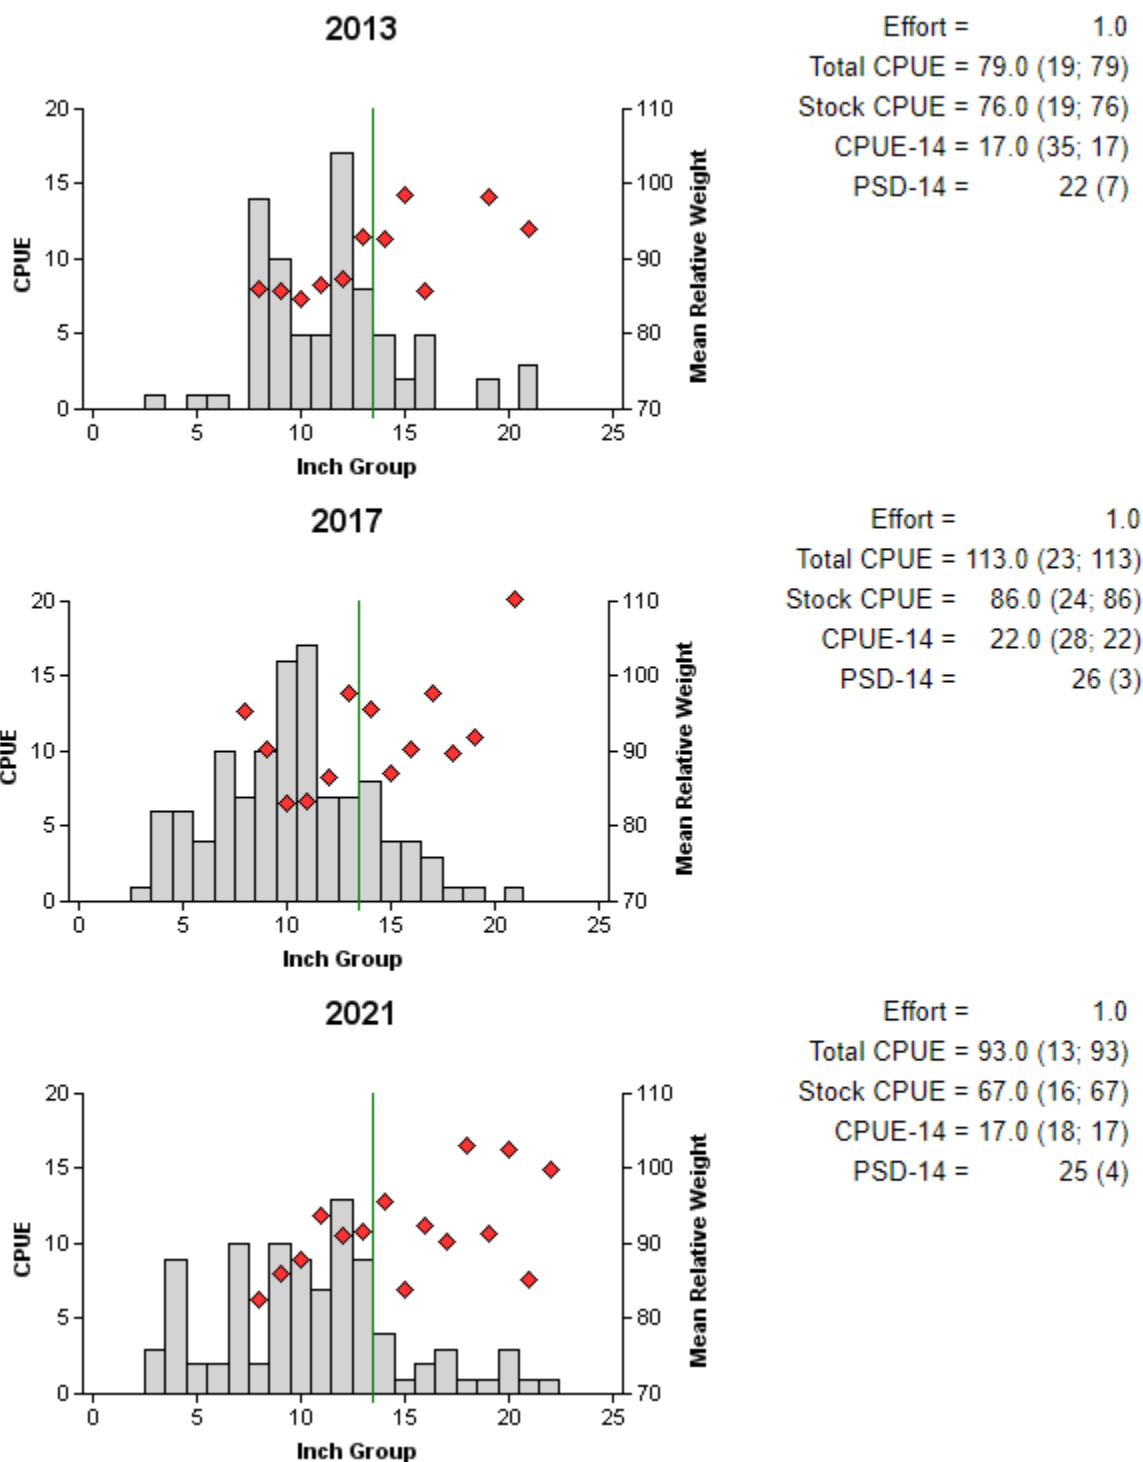 2013
Effort = 1.0
Total CPUE = 79.0 (19; 79)
Stock CPUE = 76.0 (19; 76)
CPUE-14 = 17.0 (35; 17)
PSD-14 = 22 (7)
20 110
15 100
10 90
5 80
0 70
CPUE
Mean Relative Weight
0 5 10 15 20 25
Inch Group
2017
Effort = 1.0
Total CPUE = 113.0 (23; 113)
Stock CPUE = 86.0 (24; 86)
CPUE-14 = 22.0 (28; 22)
PSD-14 = 26 (3)
20 110
15 100
10 90
5 80
0 70
CPUE
Mean Relative Weight
0 5 10 15 20 25
Inch Group
2021
Effort = 1.0
Total CPUE = 93.0 (13; 93)
Stock CPUE = 67.0 (16; 67)
CPUE-14 = 17.0 (18; 17)
PSD-14 = 25 (4)
20 110
15 100
10 90
5 80
0 70
CPUE
Mean Relative Weight
0 5 10 15 20 25
Inch Group